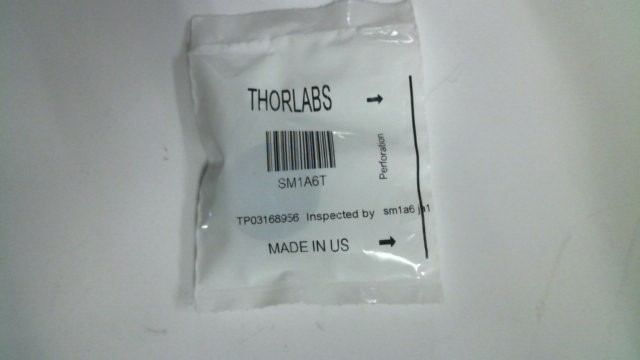 THORLABS
Perforation
SM1A6T
TP03168956 Inspected by sm1a6
MADE IN US